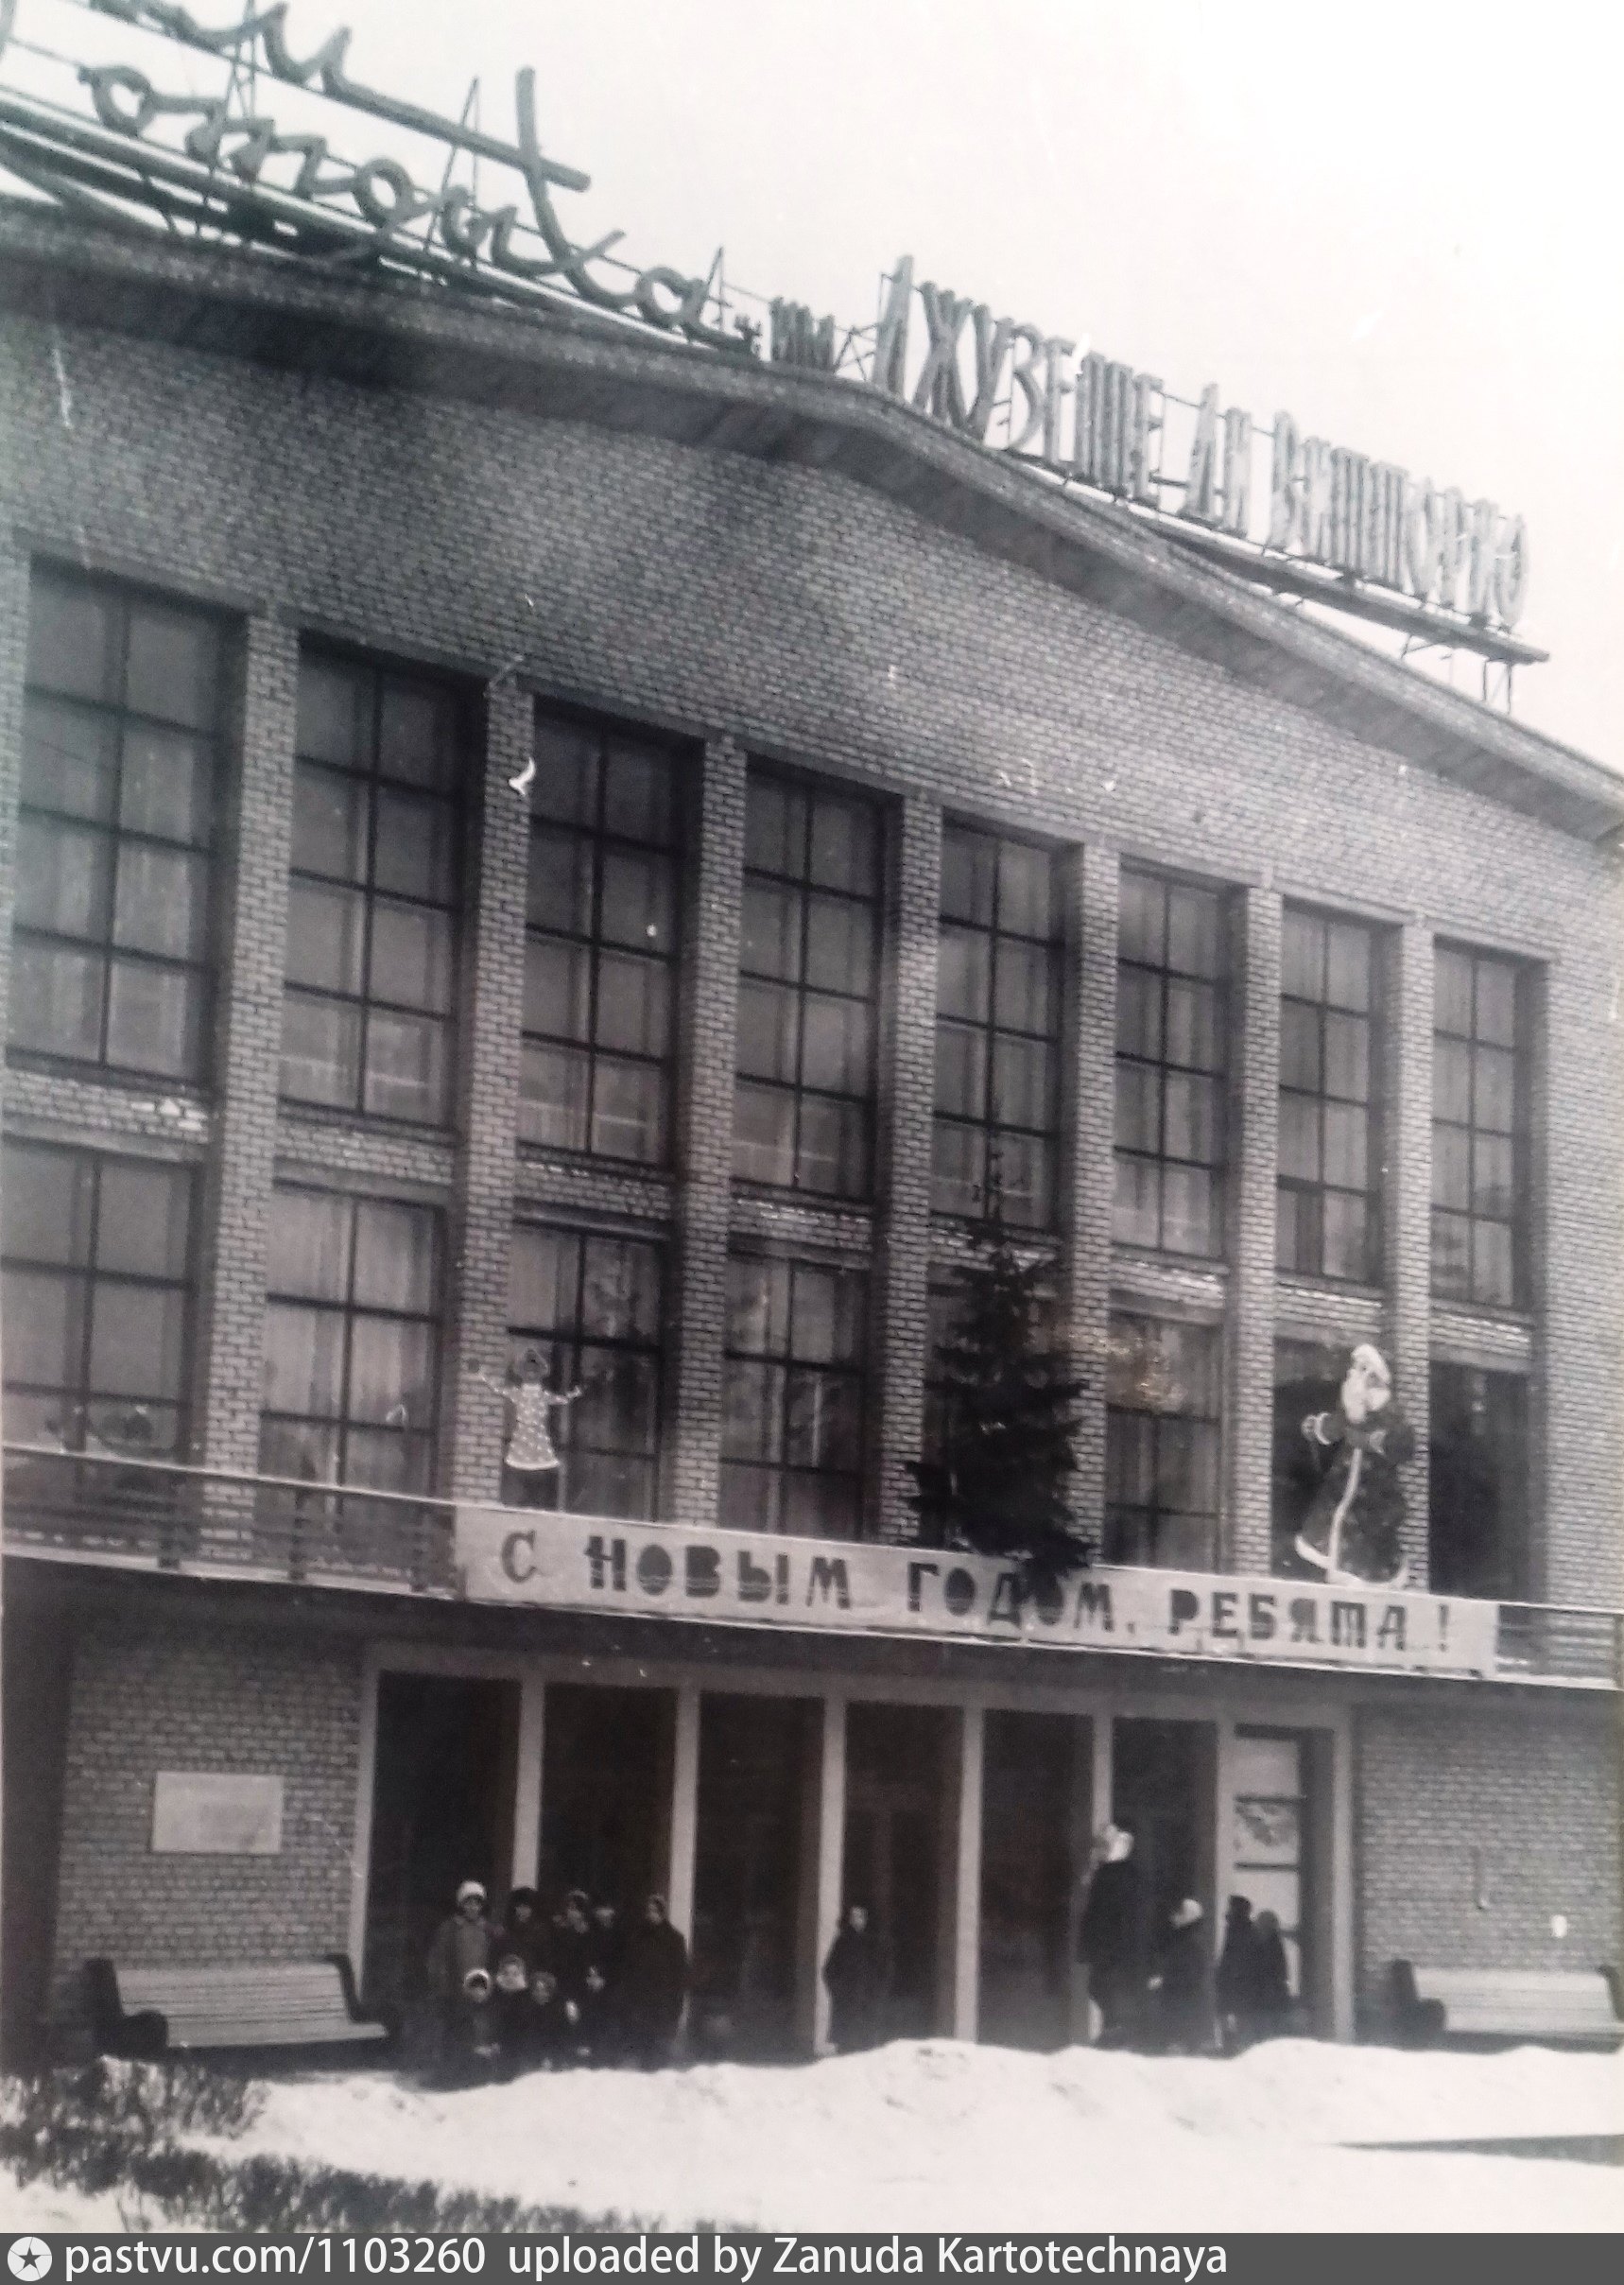 им ДЖУЗЕППЕ ДИ ВИТТОРИО
С НОВЫМ ГОДОМ, РЕБЯТА!
pastvu.com/1103260 uploaded by Zanuda Kartotechnaya